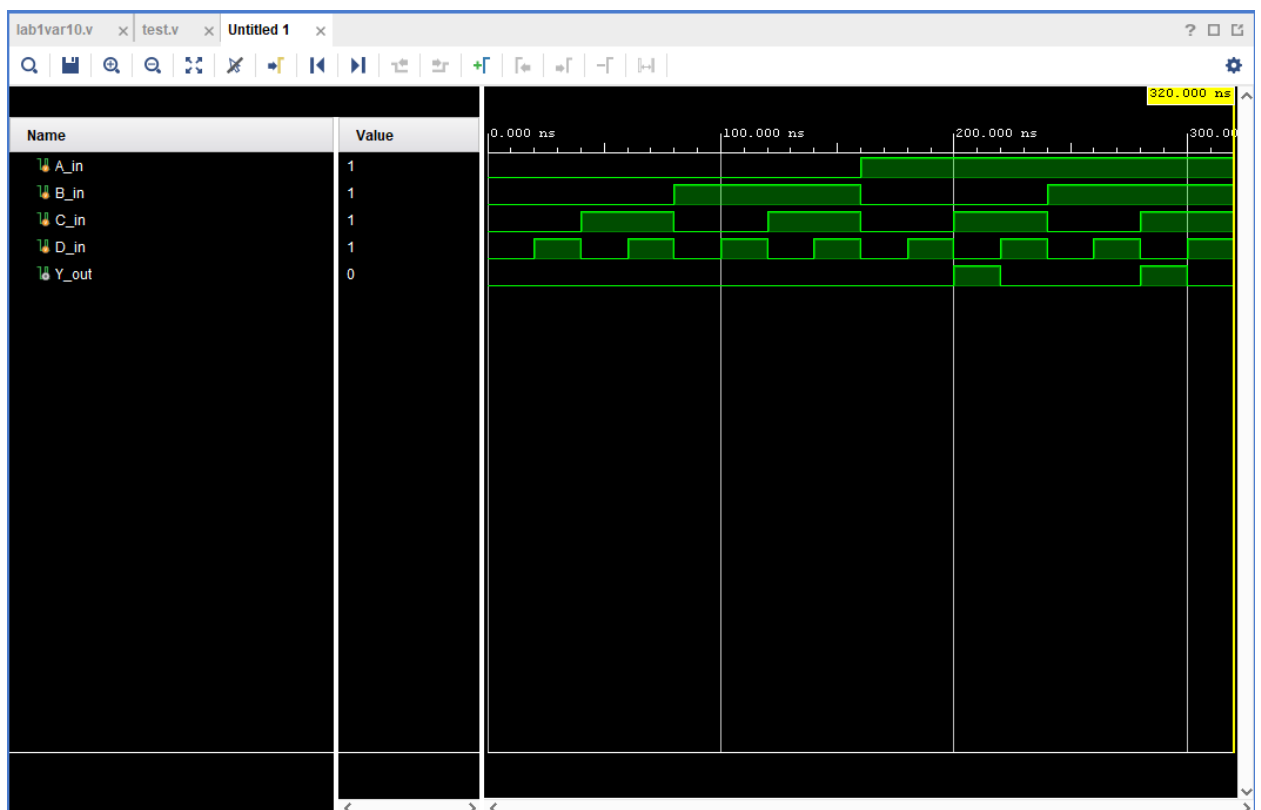 lab1var10.v × test.v × Untitled 1 ×
320.000 ns
Name Value 0.000 ns 100.000 ns 200.000 ns 300.00
A_in 1
B_in 1
C_in 1
D_in 1
Y_out 0